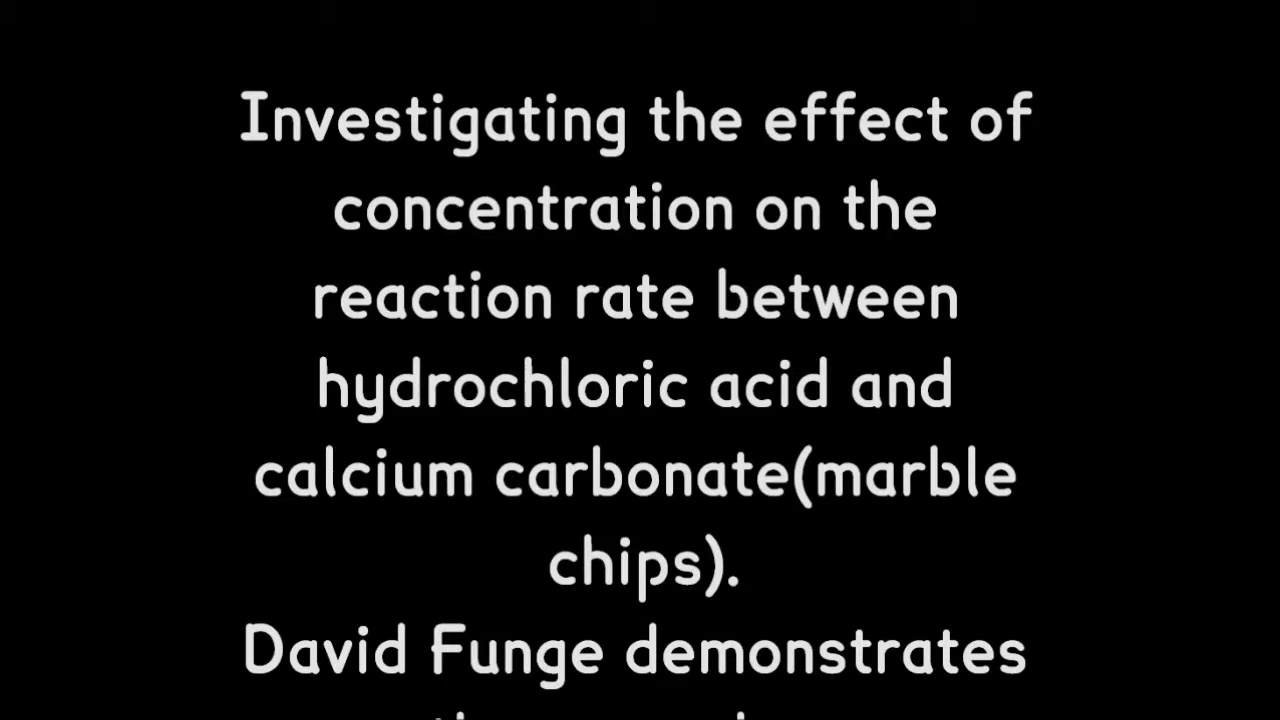 Investigating the effect of
concentration on the
reaction rate between
hydrochloric acid and
calcium carbonate(marble
chips).
David Funge demonstrates